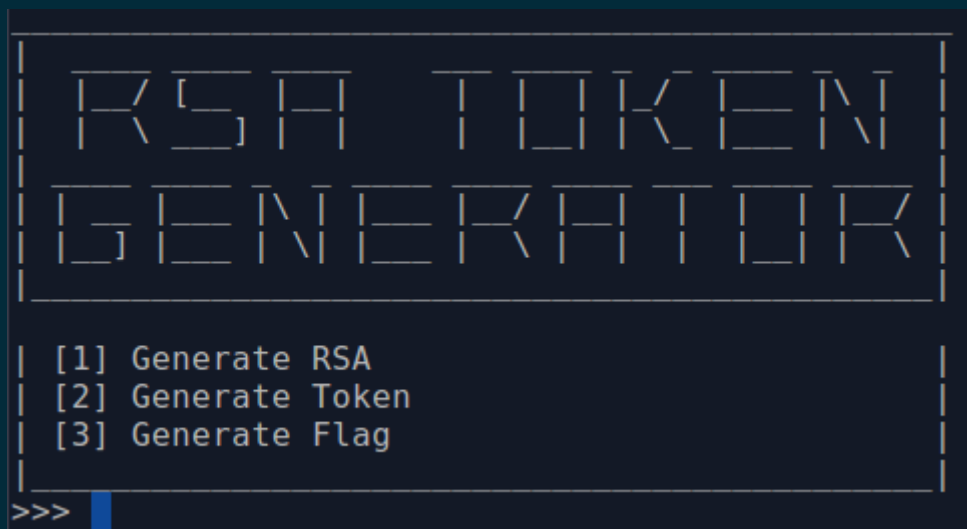 RSA TOKEN
GENERATOR
[1] Generate RSA
[2] Generate Token
[3] Generate Flag
>>>